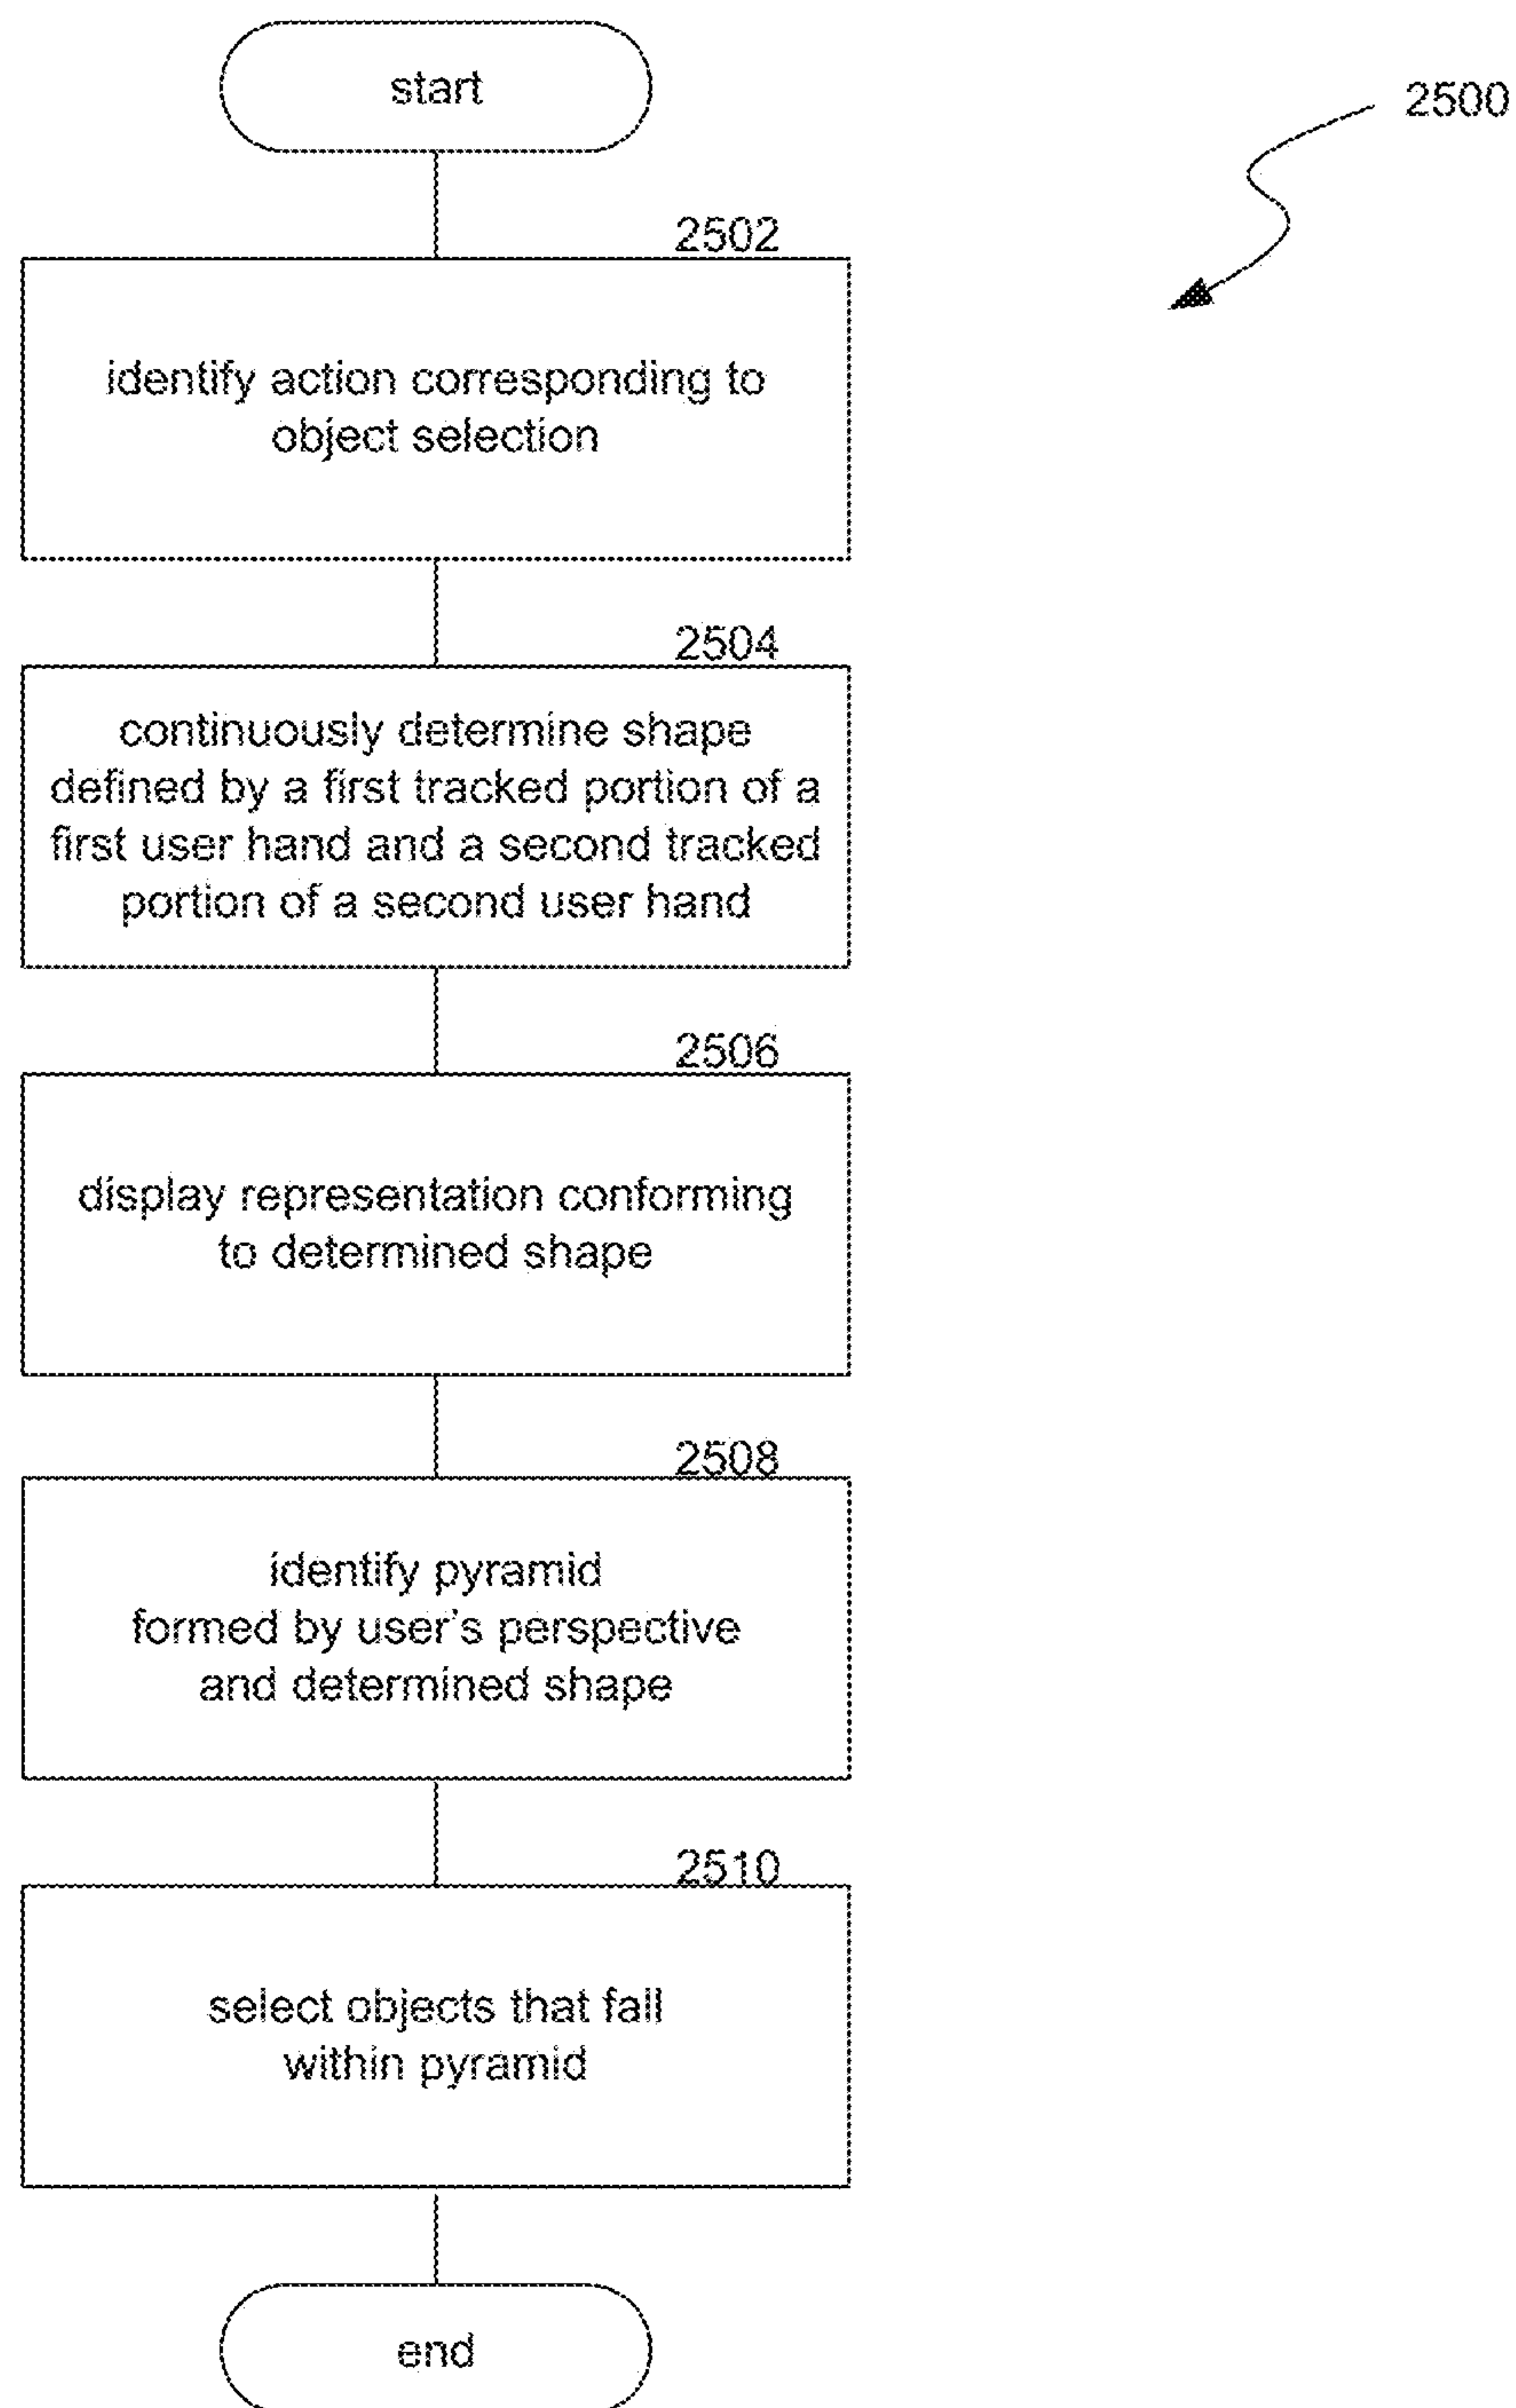 start
2500
2502
identify action corresponding to
object selection
2504
continuously determine shape
defined by a first tracked portion of a
first user hand and a second tracked
portion of a second user hand
2506
display representation conforming
to determined shape
2508
identify pyramid
formed by user's perspective
and determined shape
2510
select objects that fall
within pyramid
end